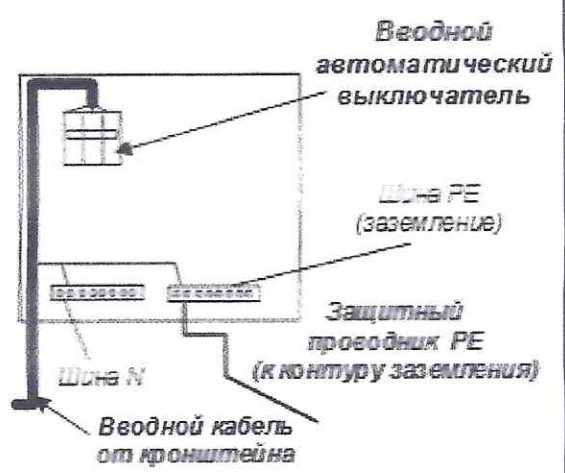 Вводной
автоматический
выключатель
Шина PE
(заземление)
Защитный
проводник PE
(к контуру заземления)
Шина N
Вводной кабель
от кронштейна